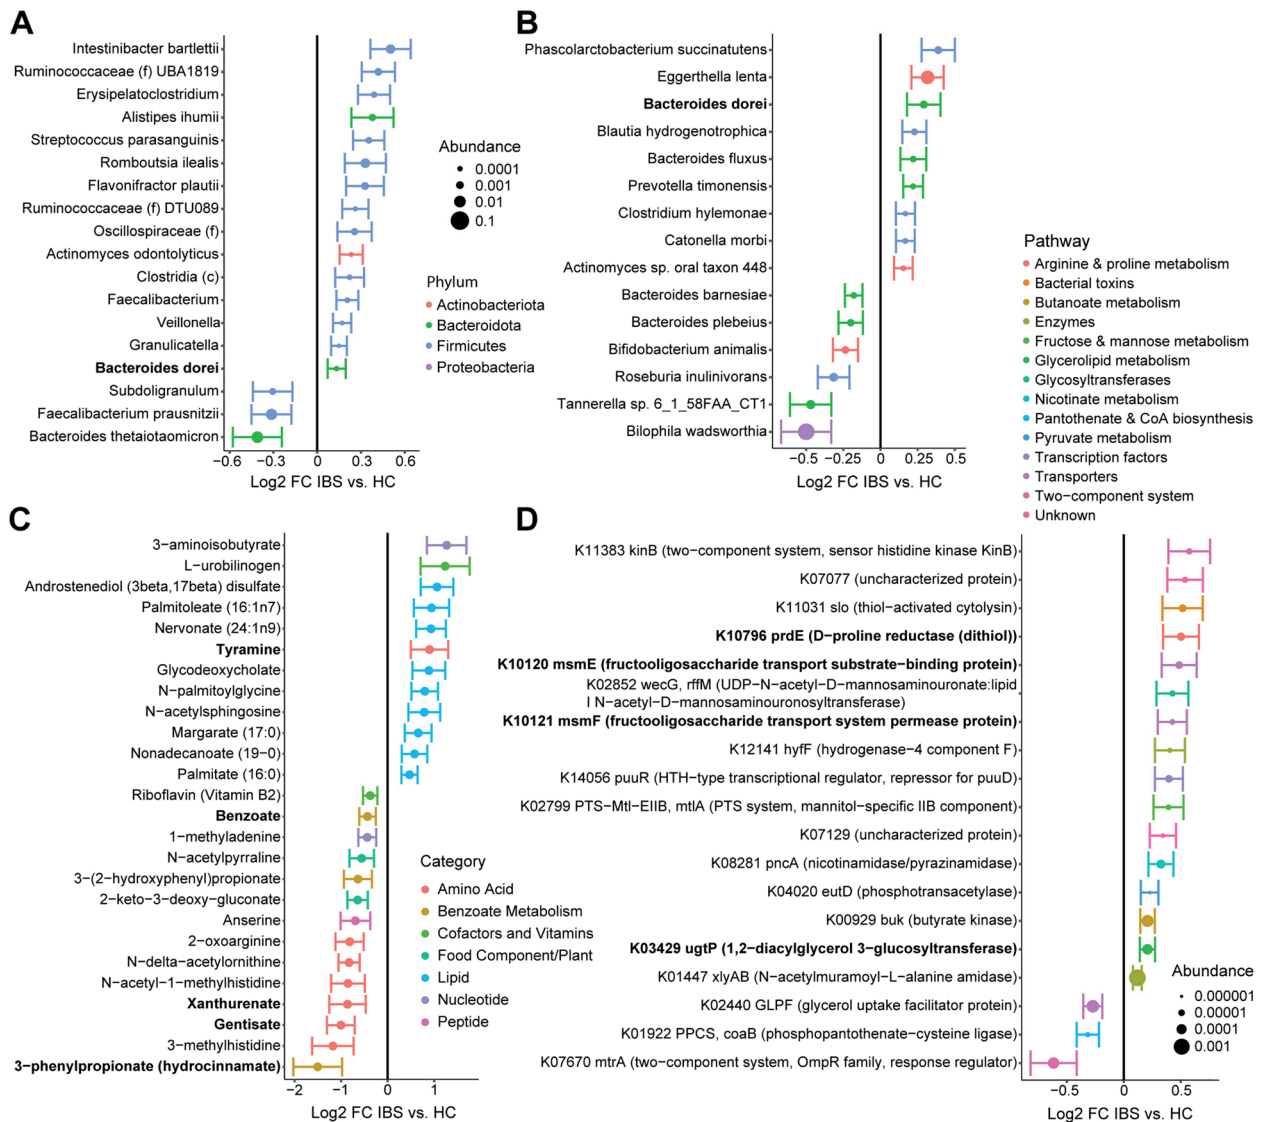 A
Intestinibacter bartlettii
Ruminococcaceae (f) UBA1819
Erysipelatoclostridium
Alistipes ihumii
Streptococcus parasanguinis
Romboutsia ilealis
Flavonifractor plautii
Ruminococcaceae (f) DTU089
Oscillospiraceae (f)
Actinomyces odontolyticus
Clostridia (c)
Faecalibacterium
Veillonella
Granulicatella
Bacteroides dorei
Subdoligranulum
Faecalibacterium prausnitzii
Bacteroides thetaiotaomicron
−0.6 −0.3 0 0.3 0.6
Log2 FC IBS vs. HC
Abundance
0.0001
0.001
0.01
0.1
Phylum
Actinobacteriota
Bacteroidota
Firmicutes
Proteobacteria
B
Phascolarctobacterium succinatutens
Eggerthella lenta
Bacteroides dorei
Blautia hydrogenotrophica
Bacteroides fluxus
Prevotella timonensis
Clostridium hylemonae
Catonella morbi
Actinomyces sp. oral taxon 448
Bacteroides barnesiae
Bacteroides plebeius
Bifidobacterium animalis
Roseburia inulinivorans
Tannerella sp. 6_1_58FAA_CT1
Bilophila wadsworthia
−0.5 −0.25 0 0.25 0.5
Log2 FC IBS vs. HC
Pathway
Arginine & proline metabolism
Bacterial toxins
Butanoate metabolism
Enzymes
Fructose & mannose metabolism
Glycerolipid metabolism
Glycosyltransferases
Nicotinate metabolism
Pantothenate & CoA biosynthesis
Pyruvate metabolism
Transcription factors
Transporters
Two−component system
Unknown
C
3−aminoisobutyrate
L−urobilinogen
Androstenediol (3beta,17beta) disulfate
Palmitoleate (16:1n7)
Nervonate (24:1n9)
Tyramine
Glycodeoxycholate
N−palmitoylglycine
N−acetylsphingosine
Margarate (17:0)
Nonadecanoate (19−0)
Palmitate (16:0)
Riboflavin (Vitamin B2)
Benzoate
1−methyladenine
N−acetylpyrraline
3−(2−hydroxyphenyl)propionate
2−keto−3−deoxy−gluconate
Anserine
2−oxoarginine
N−delta−acetylornithine
N−acetyl−1−methylhistidine
Xanthurenate
Gentisate
3−methylhistidine
3−phenylpropionate (hydrocinnamate)
−2 −1 0 1
Log2 FC IBS vs. HC
Category
Amino Acid
Benzoate Metabolism
Cofactors and Vitamins
Food Component/Plant
Lipid
Nucleotide
Peptide
D
K11383 kinB (two−component system, sensor histidine kinase KinB)
K07077 (uncharacterized protein)
K11031 slo (thiol−activated cytolysin)
K10796 prdE (D−proline reductase (dithiol))
K10120 msmE (fructooligosaccharide transport substrate−binding protein)
K02852 wecG, rffM (UDP−N−acetyl−D−mannosaminouronate:lipid
I N−acetyl−D−mannosaminouronosyltransferase)
K10121 msmF (fructooligosaccharide transport system permease protein)
K12141 hyfF (hydrogenase−4 component F)
K14056 puuR (HTH−type transcriptional regulator, repressor for puuD)
K02799 PTS−Mtl−EIIB, mtlA (PTS system, mannitol−specific IIB component)
K07129 (uncharacterized protein)
K08281 pncA (nicotinamidase/pyrazinamidase)
K04020 eutD (phosphotransacetylase)
K00929 buk (butyrate kinase)
K03429 ugtP (1,2−diacylglycerol 3−glucosyltransferase)
K01447 xlyAB (N−acetylmuramoyl−L−alanine amidase)
K02440 GLPF (glycerol uptake facilitator protein)
K01922 PPCS, coaB (phosphopantothenate−cysteine ligase)
K07670 mtrA (two−component system, OmpR family, response regulator)
−0.5 0 0.5
Log2 FC IBS vs. HC
Abundance
0.000001
0.00001
0.0001
0.001